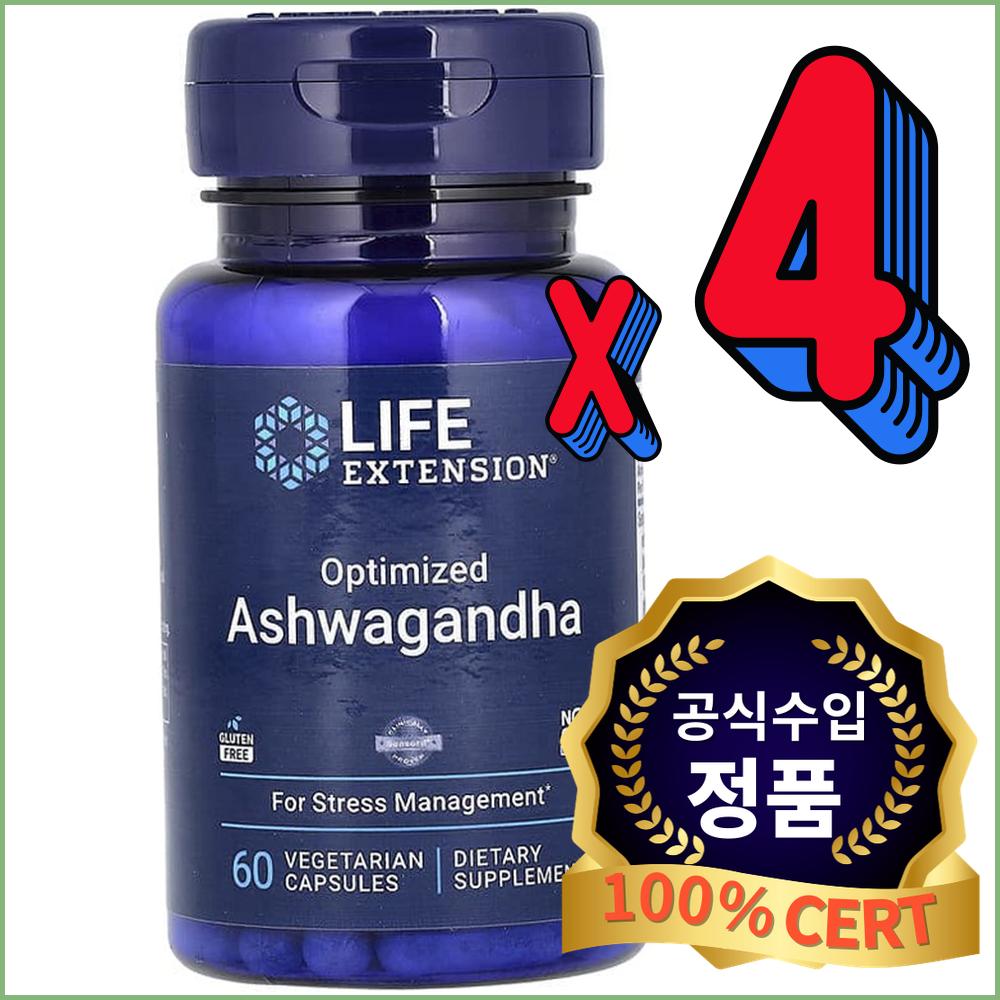 LIFE
EXTENSION®
Optimized
Ashwagandha
GLUTEN
FREE
For Stress Management*
60 VEGETARIAN CAPSULES
DIETARY
X 4
공식수입
정품
100% CERT